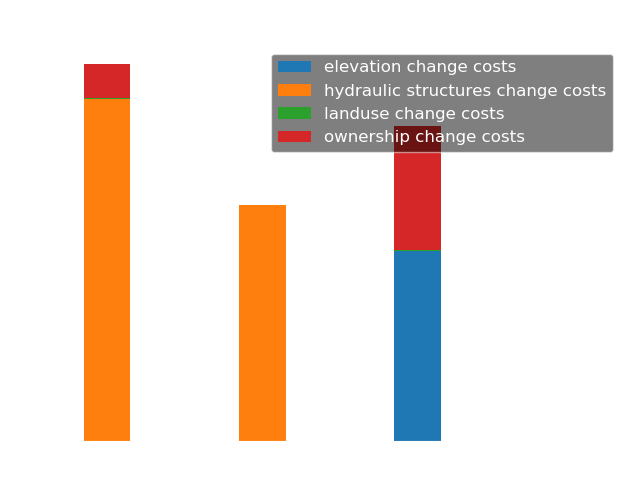 elevation change costs
hydraulic structures change costs
landuse change costs
ownership change costs